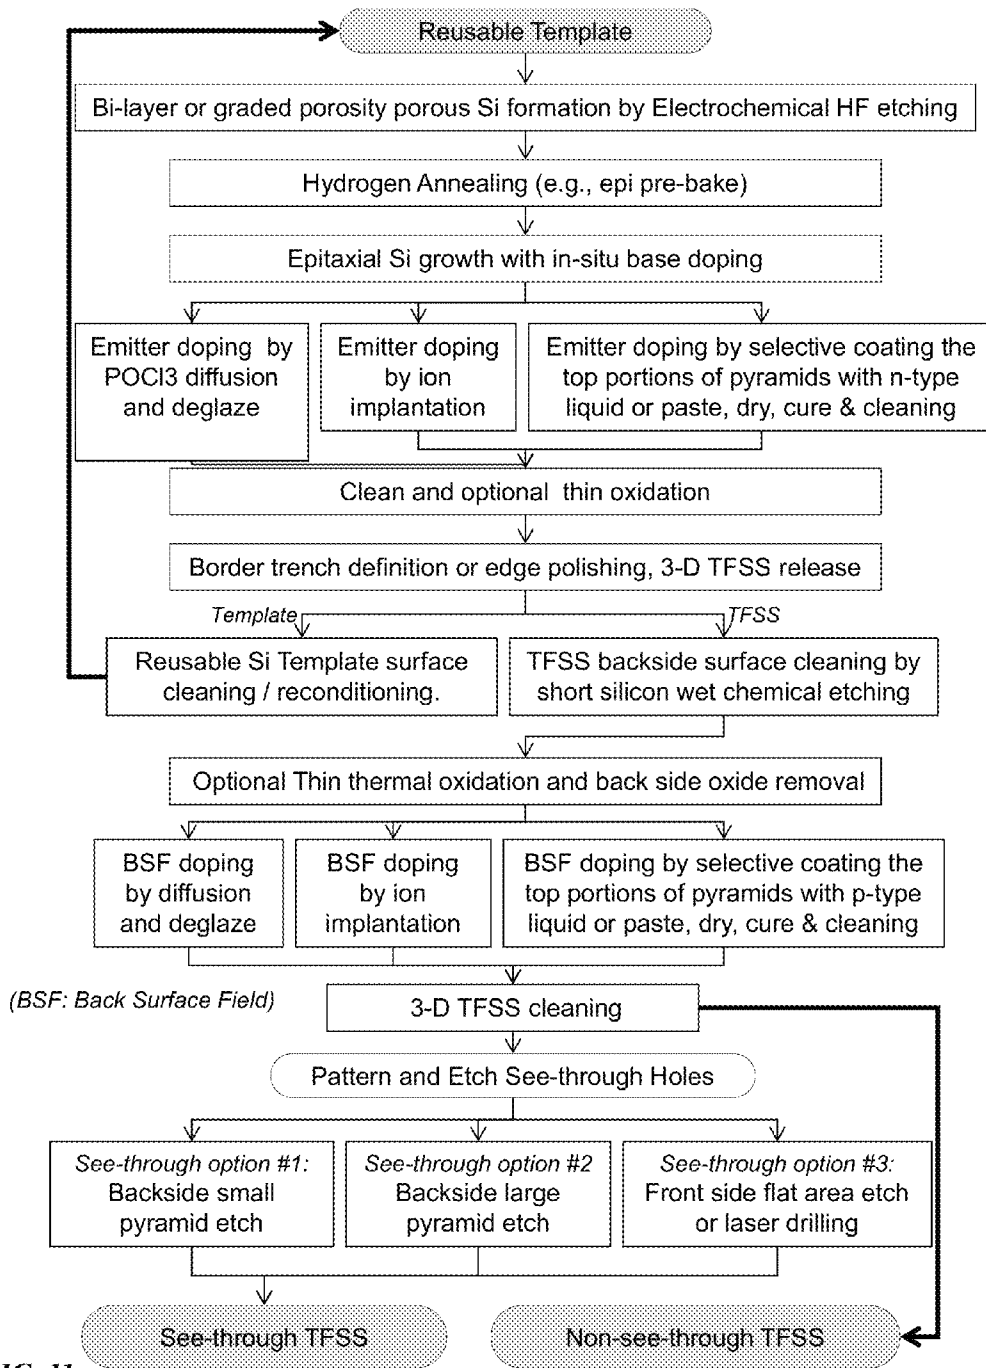 Reusable Template
Bi-layer or graded porosity porous Si formation by Electrochemical HF etching
Hydrogen Annealing (e.g., epi pre-bake)
Epitaxial Si growth with in-situ base doping
Emitter doping by
POCl3 diffusion
and deglaze
Emitter doping
by ion
implantation
Emitter doping by selective coating the
top portions of pyramids with n-type
liquid or paste, dry, cure & cleaning
Clean and optional thin oxidation
Border trench definition or edge polishing, 3-D TFSS release
Template
TFSS
Reusable Si Template surface
cleaning / reconditioning.
TFSS backside surface cleaning by
short silicon wet chemical etching
Optional Thin thermal oxidation and back side oxide removal
BSF doping
by diffusion
and deglaze
BSF doping
by ion
implantation
BSF doping by selective coating the
top portions of pyramids with p-type
liquid or paste, dry, cure & cleaning
(BSF: Back Surface Field)
3-D TFSS cleaning
Pattern and Etch See-through Holes
See-through option #1:
Backside small
pyramid etch
See-through option #2
Backside large
pyramid etch
See-through option #3:
Front side flat area etch
or laser drilling
See-through TFSS
Non-see-through TFSS